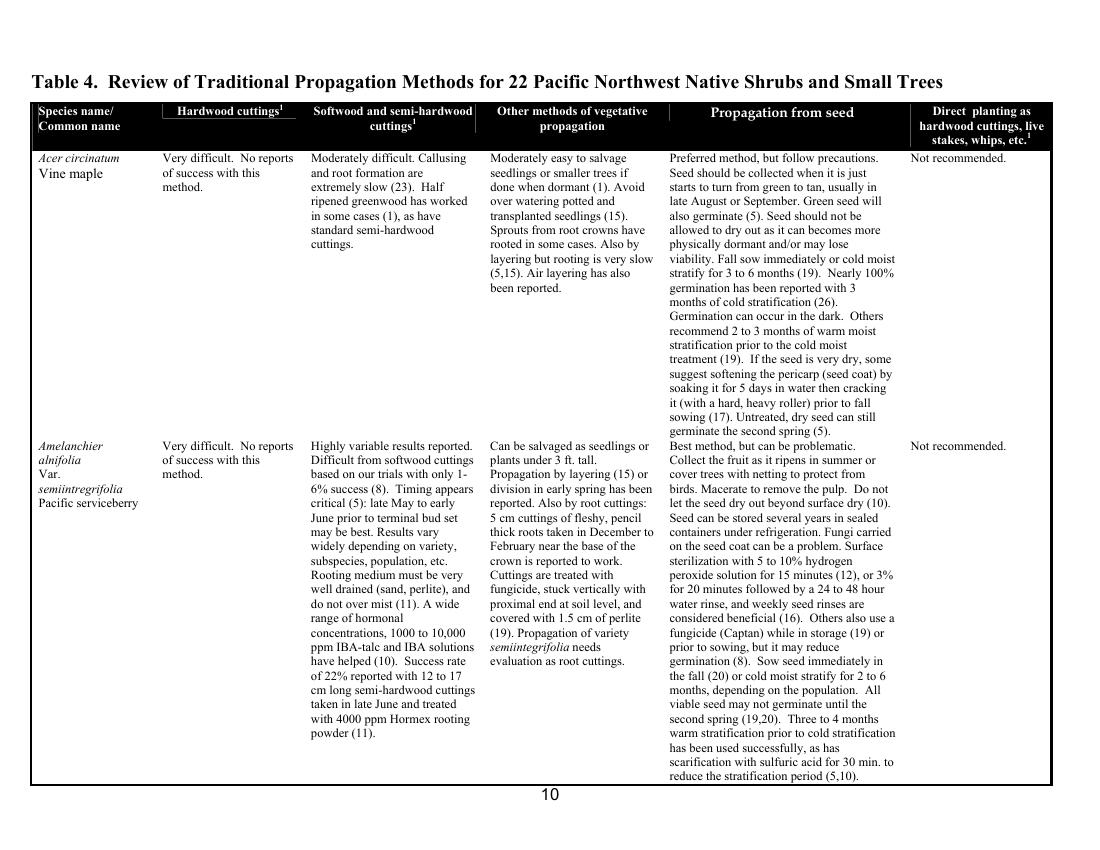 Table 4.  Review of Traditional Propagation Methods for 22 Pacific Northwest Native Shrubs and Small Trees
Species name/
Common name
Hardwood cuttings1
Softwood and semi-hardwood
cuttings1
Other methods of vegetative
propagation
Propagation from seed
Direct  planting as
hardwood cuttings, live
stakes, whips, etc.1
Acer circinatum
Vine maple
Very difficult.  No reports
of success with this
method.
Moderately difficult. Callusing
and root formation are
extremely slow (23).  Half
ripened greenwood has worked
in some cases (1), as have
standard semi-hardwood
cuttings.
Moderately easy to salvage
seedlings or smaller trees if
done when dormant (1). Avoid
over watering potted and
transplanted seedlings (15).
Sprouts from root crowns have
rooted in some cases. Also by
layering but rooting is very slow
(5,15). Air layering has also
been reported.
Preferred method, but follow precautions.
Seed should be collected when it is just
starts to turn from green to tan, usually in
late August or September. Green seed will
also germinate (5). Seed should not be
allowed to dry out as it can becomes more
physically dormant and/or may lose
viability. Fall sow immediately or cold moist
stratify for 3 to 6 months (19).  Nearly 100%
germination has been reported with 3
months of cold stratification (26).
Germination can occur in the dark.  Others
recommend 2 to 3 months of warm moist
stratification prior to the cold moist
treatment (19).  If the seed is very dry, some
suggest softening the pericarp (seed coat) by
soaking it for 5 days in water then cracking
it (with a hard, heavy roller) prior to fall
sowing (17). Untreated, dry seed can still
germinate the second spring (5).
Not recommended.
Amelanchier
alnifolia
Var.
semiintregrifolia
Pacific serviceberry
Very difficult.  No reports
of success with this
method.
Highly variable results reported.
Difficult from softwood cuttings
based on our trials with only 1-
6% success (8).  Timing appears
critical (5): late May to early
June prior to terminal bud set
may be best. Results vary
widely depending on variety,
subspecies, population, etc.
Rooting medium must be very
well drained (sand, perlite), and
do not over mist (11). A wide
range of hormonal
concentrations, 1000 to 10,000
ppm IBA-talc and IBA solutions
have helped (10).  Success rate
of 22% reported with 12 to 17
cm long semi-hardwood cuttings
taken in late June and treated
with 4000 ppm Hormex rooting
powder (11).
Can be salvaged as seedlings or
plants under 3 ft. tall.
Propagation by layering (15) or
division in early spring has been
reported. Also by root cuttings:
5 cm cuttings of fleshy, pencil
thick roots taken in December to
February near the base of the
crown is reported to work.
Cuttings are treated with
fungicide, stuck vertically with
proximal end at soil level, and
covered with 1.5 cm of perlite
(19). Propagation of variety
semiintegrifolia needs
evaluation as root cuttings.
Best method, but can be problematic.
Collect the fruit as it ripens in summer or
cover trees with netting to protect from
birds. Macerate to remove the pulp.  Do not
let the seed dry out beyond surface dry (10).
Seed can be stored several years in sealed
containers under refrigeration. Fungi carried
on the seed coat can be a problem. Surface
sterilization with 5 to 10% hydrogen
peroxide solution for 15 minutes (12), or 3%
for 20 minutes followed by a 24 to 48 hour
water rinse, and weekly seed rinses are
considered beneficial (16).  Others also use a
fungicide (Captan) while in storage (19) or
prior to sowing, but it may reduce
germination (8).  Sow seed immediately in
the fall (20) or cold moist stratify for 2 to 6
months, depending on the population.  All
viable seed may not germinate until the
second spring (19,20).  Three to 4 months
warm stratification prior to cold stratification
has been used successfully, as has
scarification with sulfuric acid for 30 min. to
reduce the stratification period (5,10).
Not recommended.
10